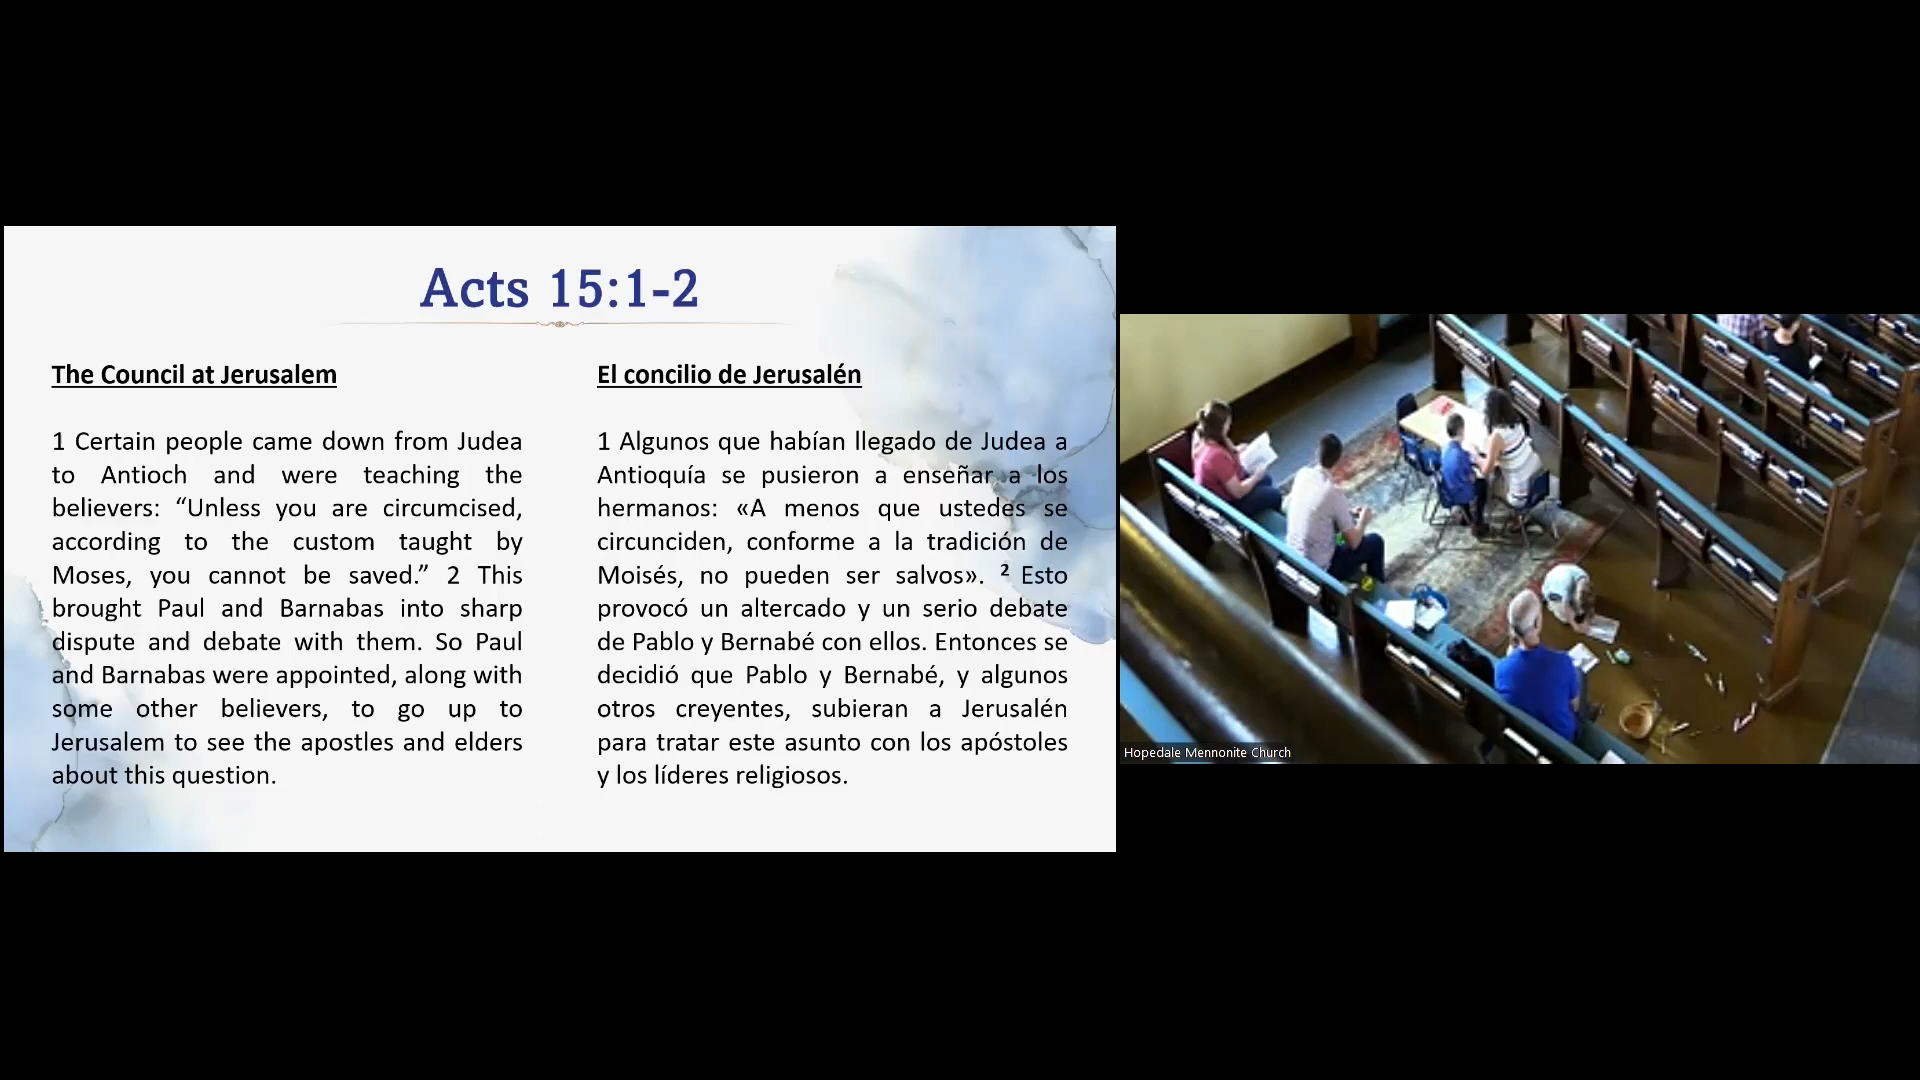 Acts 15:1-2
The Council at Jerusalem
1 Certain people came down from Judea
to Antioch and were teaching the
believers: “Unless you are circumcised,
according to the custom taught by
Moses, you cannot be saved.” 2 This
brought Paul and Barnabas into sharp
dispute and debate with them. So Paul
and Barnabas were appointed, along with
some other believers, to go up to
Jerusalem to see the apostles and elders
about this question.
El concilio de Jerusalén
1 Algunos que habían llegado de Judea a
Antioquía se pusieron a enseñar a los
hermanos: «A menos que ustedes se
circunciden, conforme a la tradición de
Moisés, no pueden ser salvos». ² Esto
provocó un altercado y un serio debate
de Pablo y Bernabé con ellos. Entonces se
decidió que Pablo y Bernabé, y algunos
otros creyentes, subieran a Jerusalén
para tratar este asunto con los apóstoles
y los líderes religiosos.
Hopedale Mennonite Church